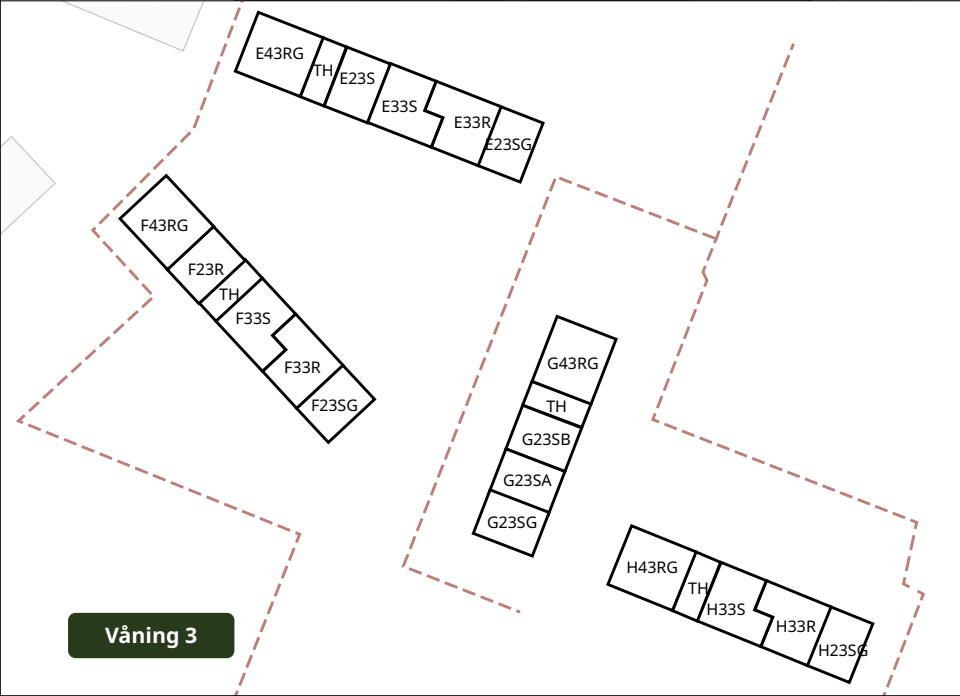 E43RG
TH
E23S
E33S
E33R
E23SG
F43RG
F23R
TH
F33S
F33R
F23SG
G43RG
TH
G23SB
G23SA
G23SG
H43RG
TH
H33S
H33R
H23SG
Våning 3